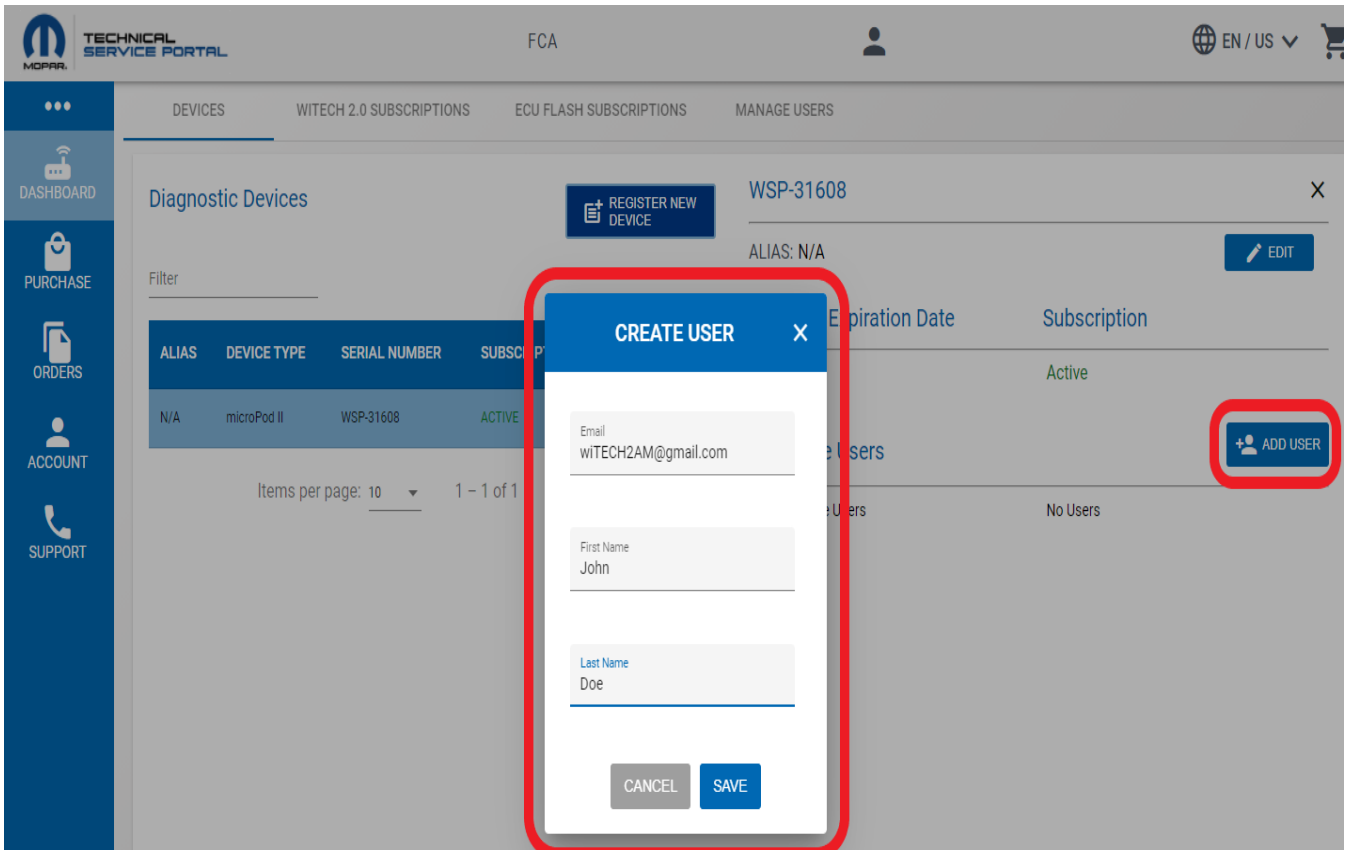 MOPAR.
TECHNICAL
SERVICE PORTAL
FCA
EN / US
DASHBOARD
PURCHASE
ORDERS
ACCOUNT
SUPPORT
DEVICES WITECH 2.0 SUBSCRIPTIONS ECU FLASH SUBSCRIPTIONS MANAGE USERS
Diagnostic Devices
REGISTER NEW
DEVICE
Filter
ALIAS DEVICE TYPE SERIAL NUMBER
N/A microPod II WSP-31608 ACTIVE
Items per page: 10 1 – 1 of 1
WSP-31608 X
ALIAS: N/A
EDIT
Expiration Date Subscription
Active
Users
ADD USER
No Users
CREATE USER X
Email
wiTECH2AM@gmail.com
First Name
John
Last Name
Doe
CANCEL SAVE